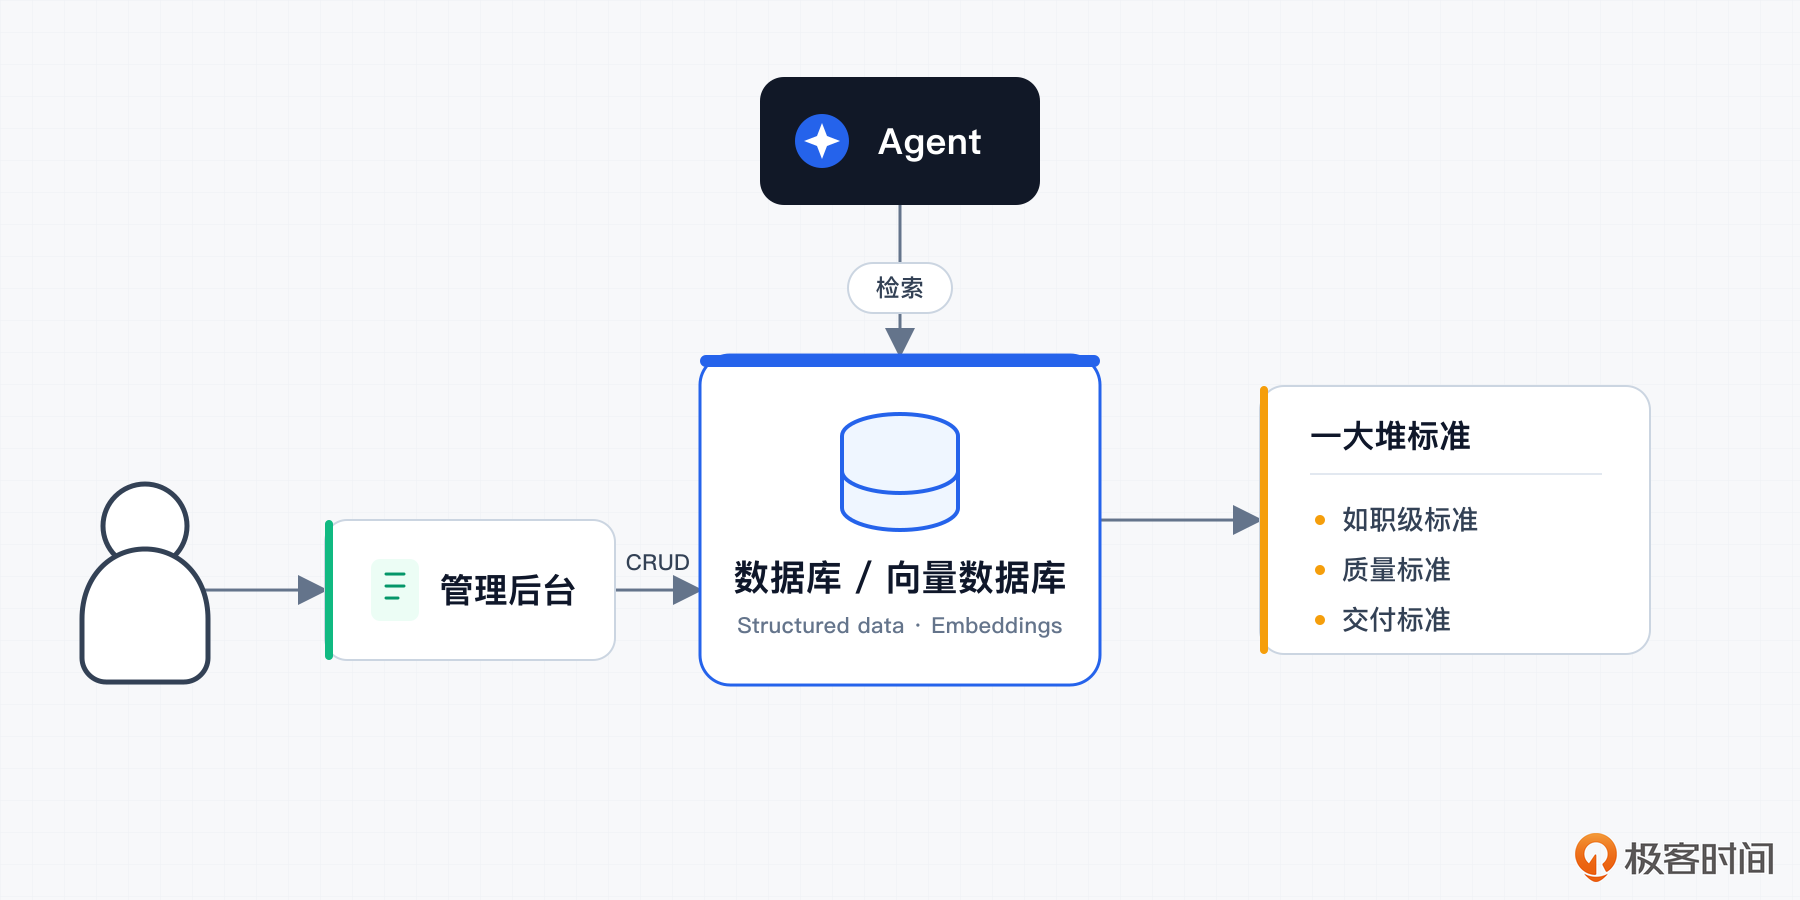 Agent
检索
管理后台
CRUD
数据库 / 向量数据库
Structured data · Embeddings
一大堆标准
如职级标准
质量标准
交付标准
极客时间